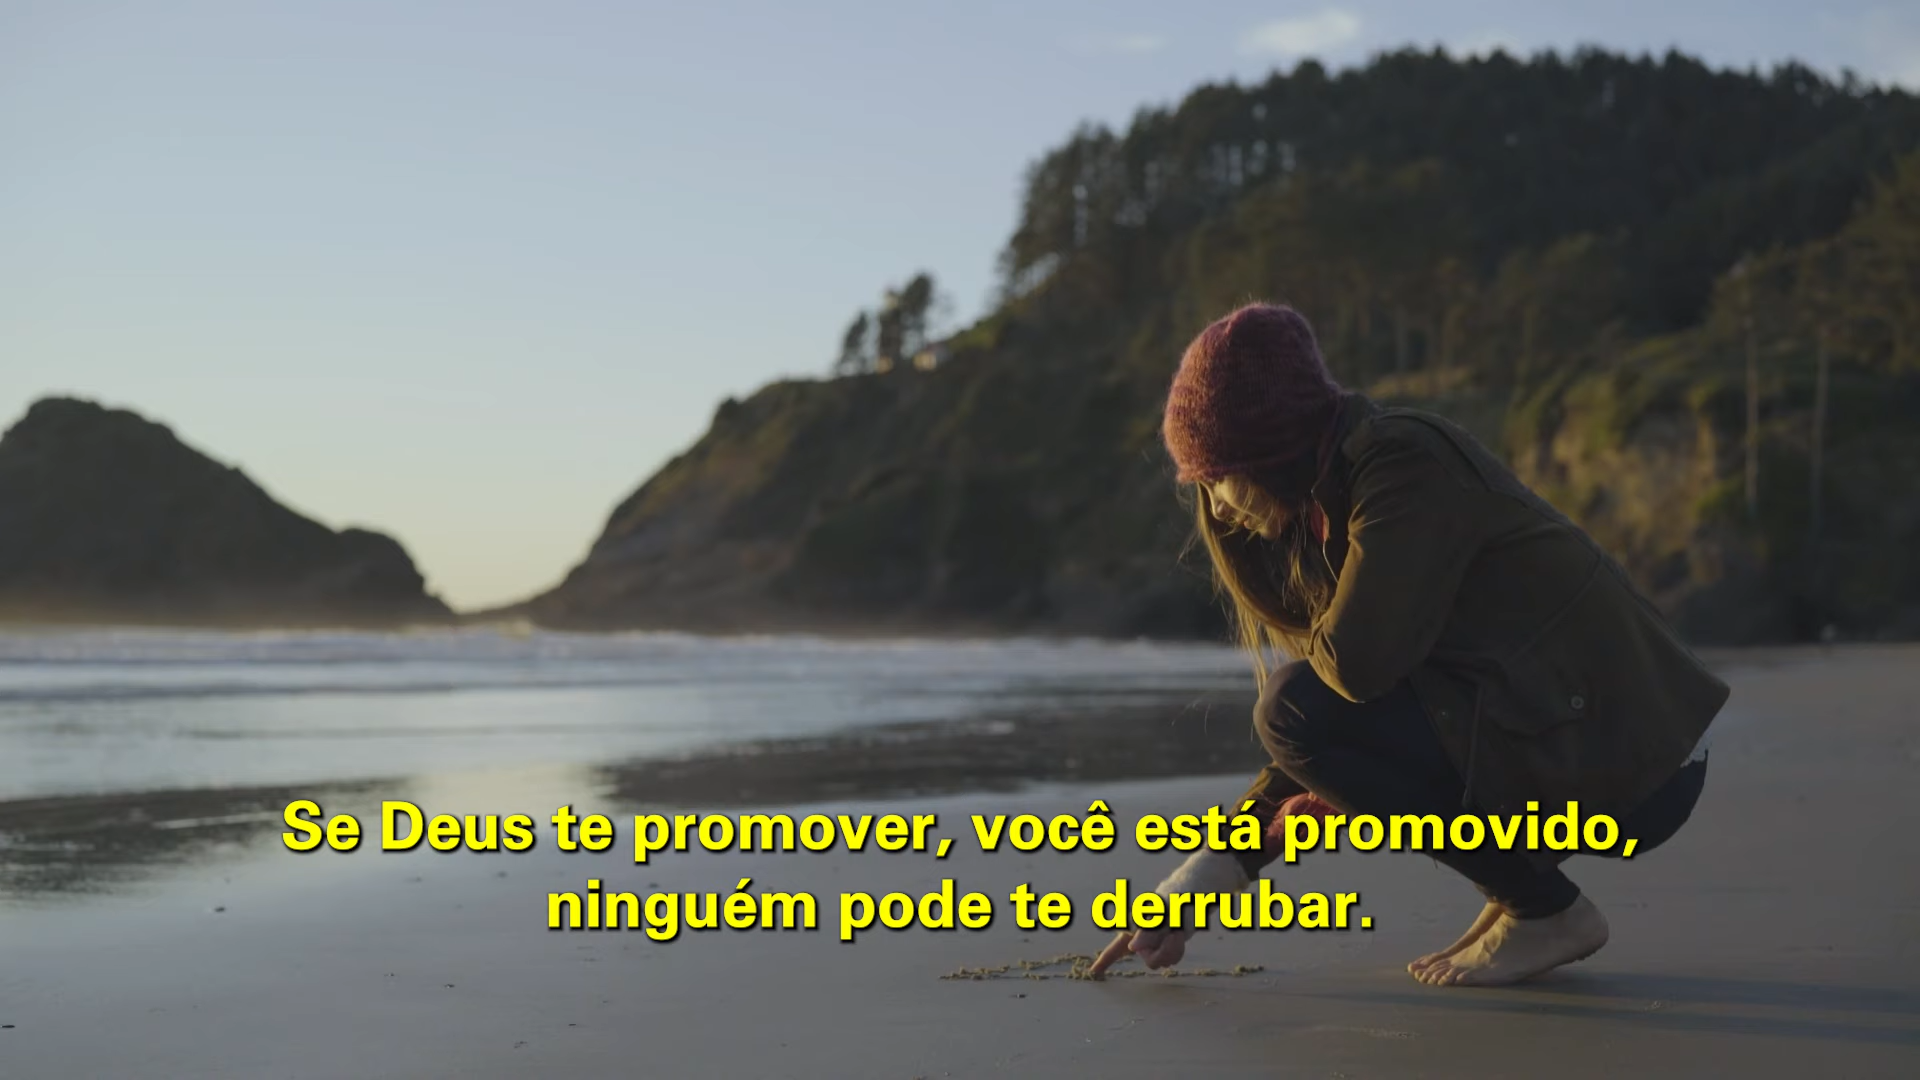 Se Deus te promover, você está promovido,
ninguém pode te derrubar.